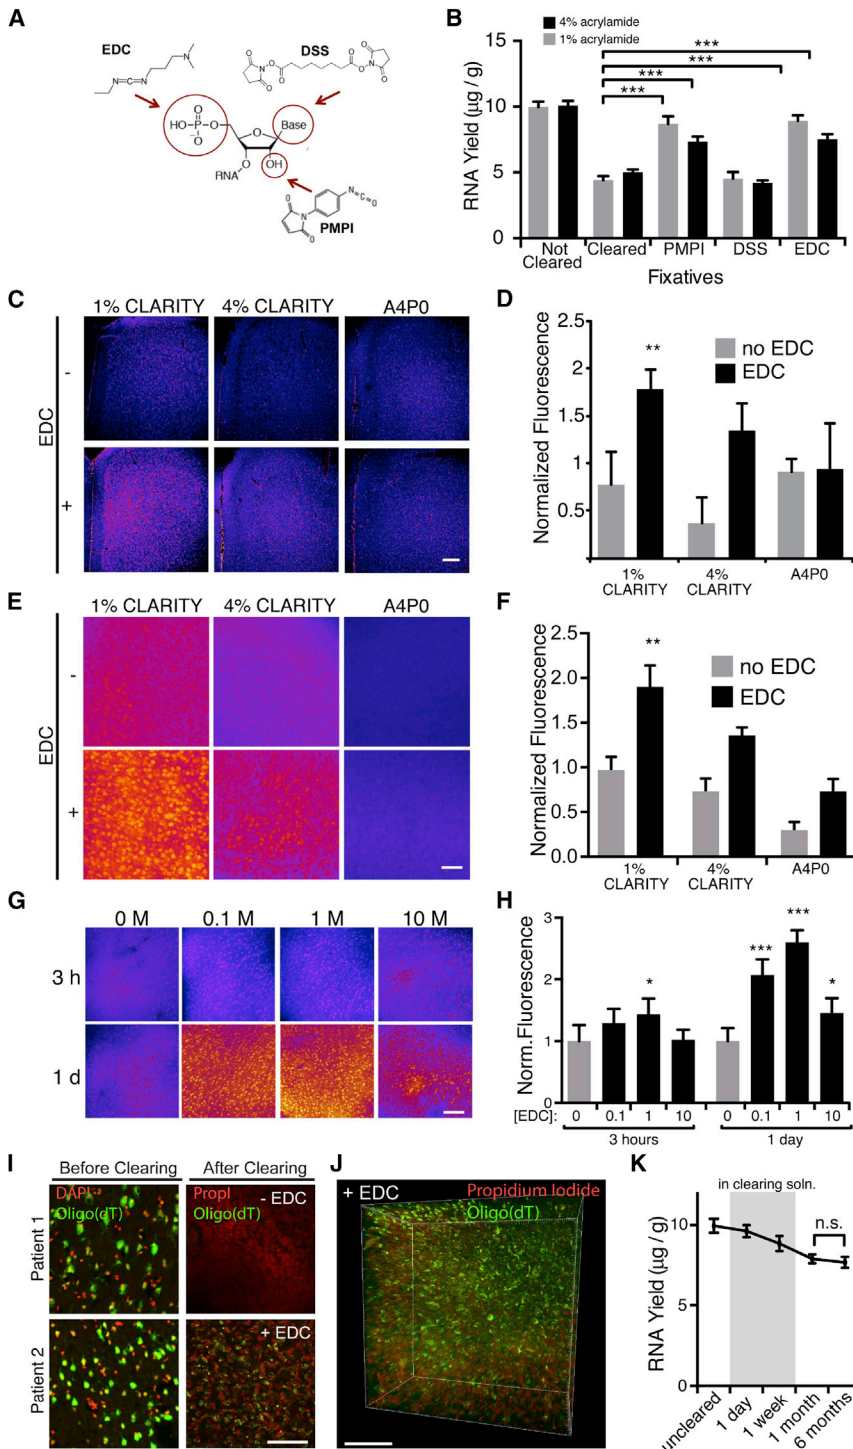 A
EDC
DSS
N
N=C=N
O
O
N-O
O
O
O-N
O
O
HO-P-O
O
O
Base
O
OH
RNA
N=C=O
O
N
O
PMPI
B
4% acrylamide
1% acrylamide
RNA Yield (µg / g)
15
10
5
0
***
***
***
***
Not Cleared
Cleared
PMPI
DSS
EDC
Fixatives
C
1% CLARITY 4% CLARITY A4P0
EDC
-
+
D
Normalized Fluorescence
2.5
2
1.5
1
0.5
**
no EDC
EDC
1% CLARITY
4% CLARITY
A4P0
E
1% CLARITY 4% CLARITY A4P0
EDC
-
+
F
Normalized Fluorescence
2.5
2.0
1.5
1.0
0.5
0.0
**
no EDC
EDC
1% CLARITY
4% CLARITY
A4P0
G
0 M 0.1 M 1 M 10 M
3 h
1 d
H
Norm.Fluorescence
3
2
1
0
*
***
***
*
[EDC]: 0 0.1 1 10 0 0.1 1 10
3 hours 1 day
I
Before Clearing After Clearing
DAPI
Oligo(dT)
PropI
Oligo(dT)
- EDC
Patient 1
Patient 2
+ EDC
J
+ EDC
Propidium Iodide
Oligo(dT)
K
in clearing soln.
n.s.
RNA Yield (µg / g)
10
5
0
uncleared
1 day
1 week
1 month
6 months